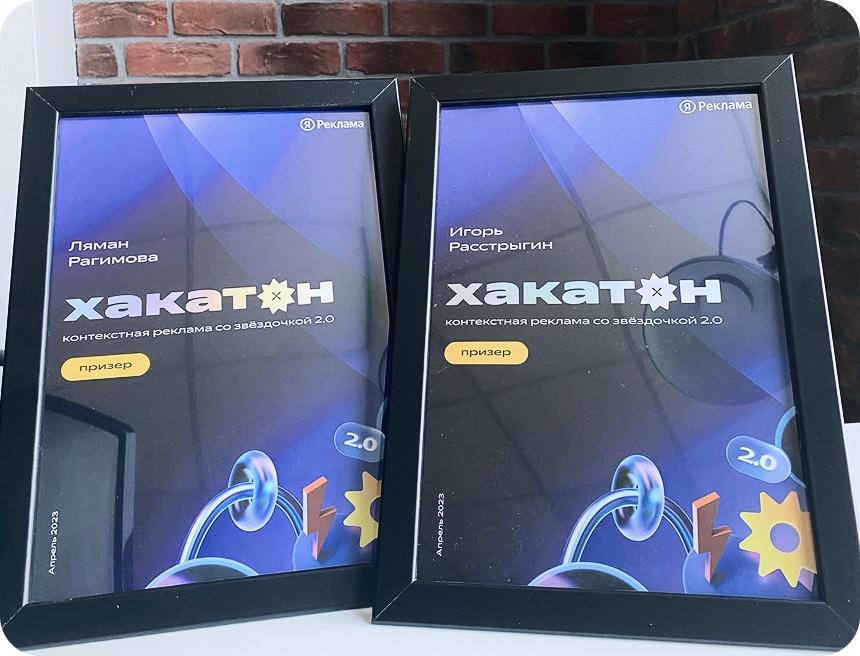 Я Реклама
Ляман
Рагимова
хакатон
контекстная реклама со звёздочкой 2.0
призер
2.0
Апрель 2023
Я Реклама
Игорь
Расстрыгин
хакатон
контекстная реклама со звёздочкой 2.0
призер
2.0
Апрель 2023